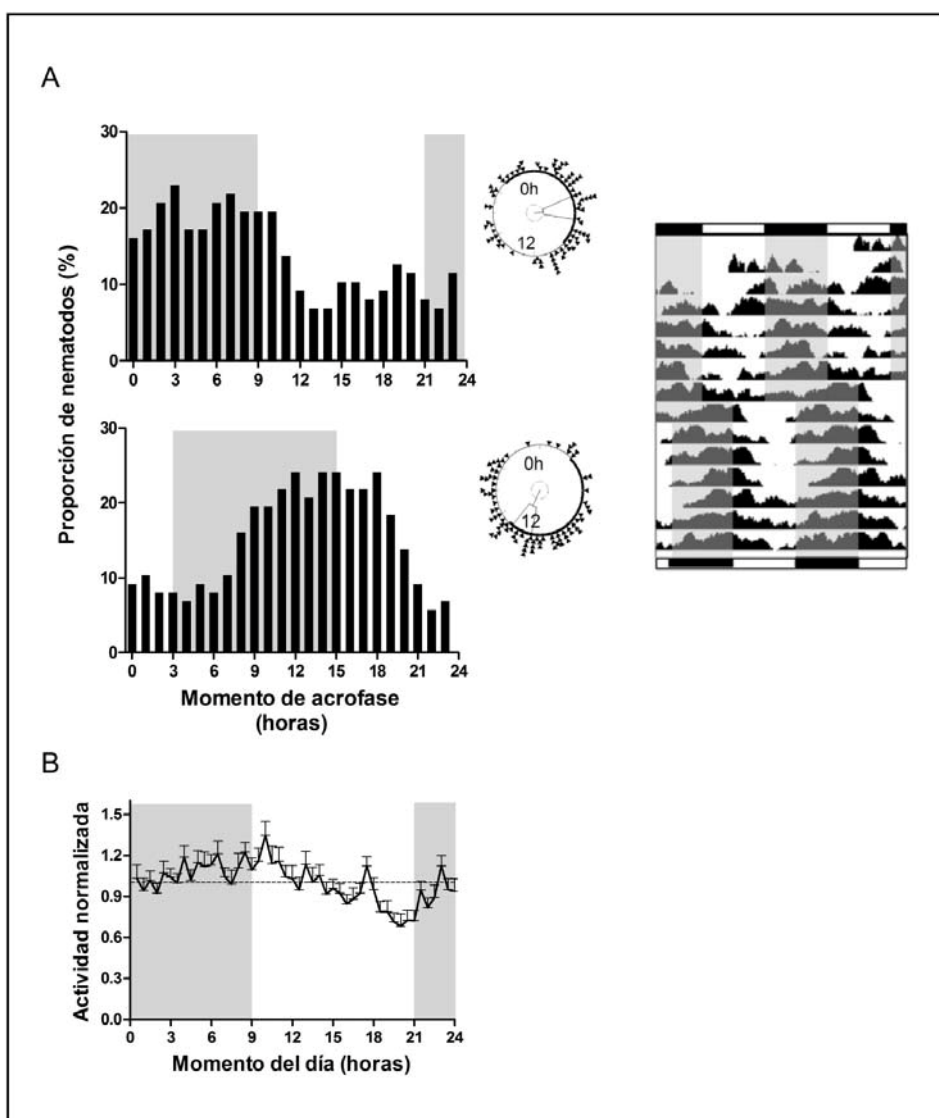 A
Proporción de nematodos (%)
30
20
10
0
0 3 6 9 12 15 18 21 24
0h
12
30
20
10
0
0 3 6 9 12 15 18 21 24
Momento de acrofase
(horas)
0h
12
B
Actividad normalizada
1.5
1.2
0.9
0.6
0.3
0.0
0 3 6 9 12 15 18 21 24
Momento del día (horas)